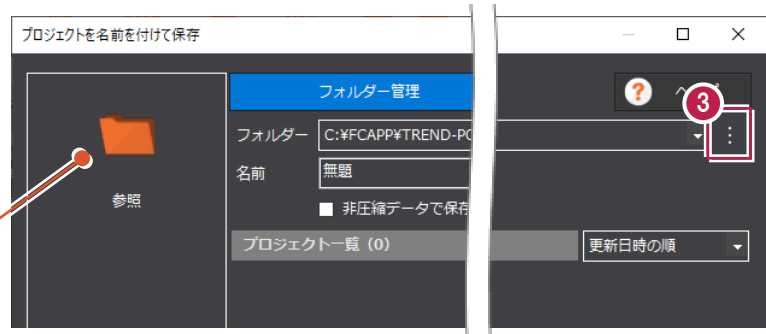 プロジェクトを名前を付けて保存
フォルダー管理
?
3
フォルダー
C:¥FCAPP¥TREND-PO
名前
無題
参照
非圧縮データで保存
プロジェクト一覧（0）
更新日時の順